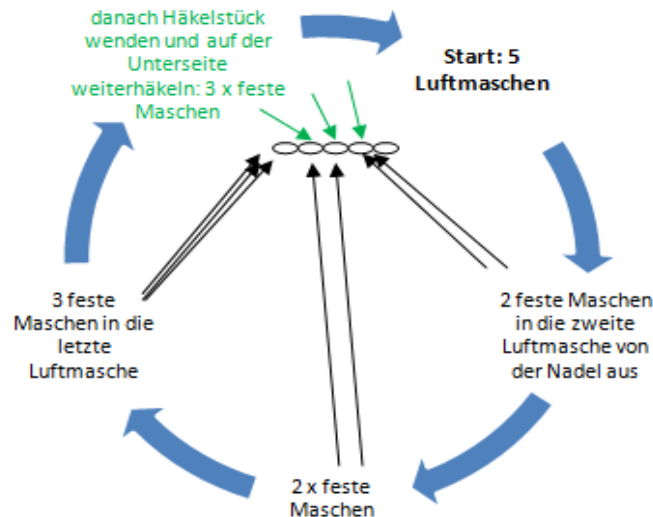 Start: 5
Luftmaschen
2 feste Maschen
in die zweite
Luftmasche von
der Nadel aus
2 x feste
Maschen
3 feste
Maschen in die
letzte
Luftmasche
danach Häkelstück
wenden und auf der
Unterseite
weiterhäkeln: 3 x feste
Maschen